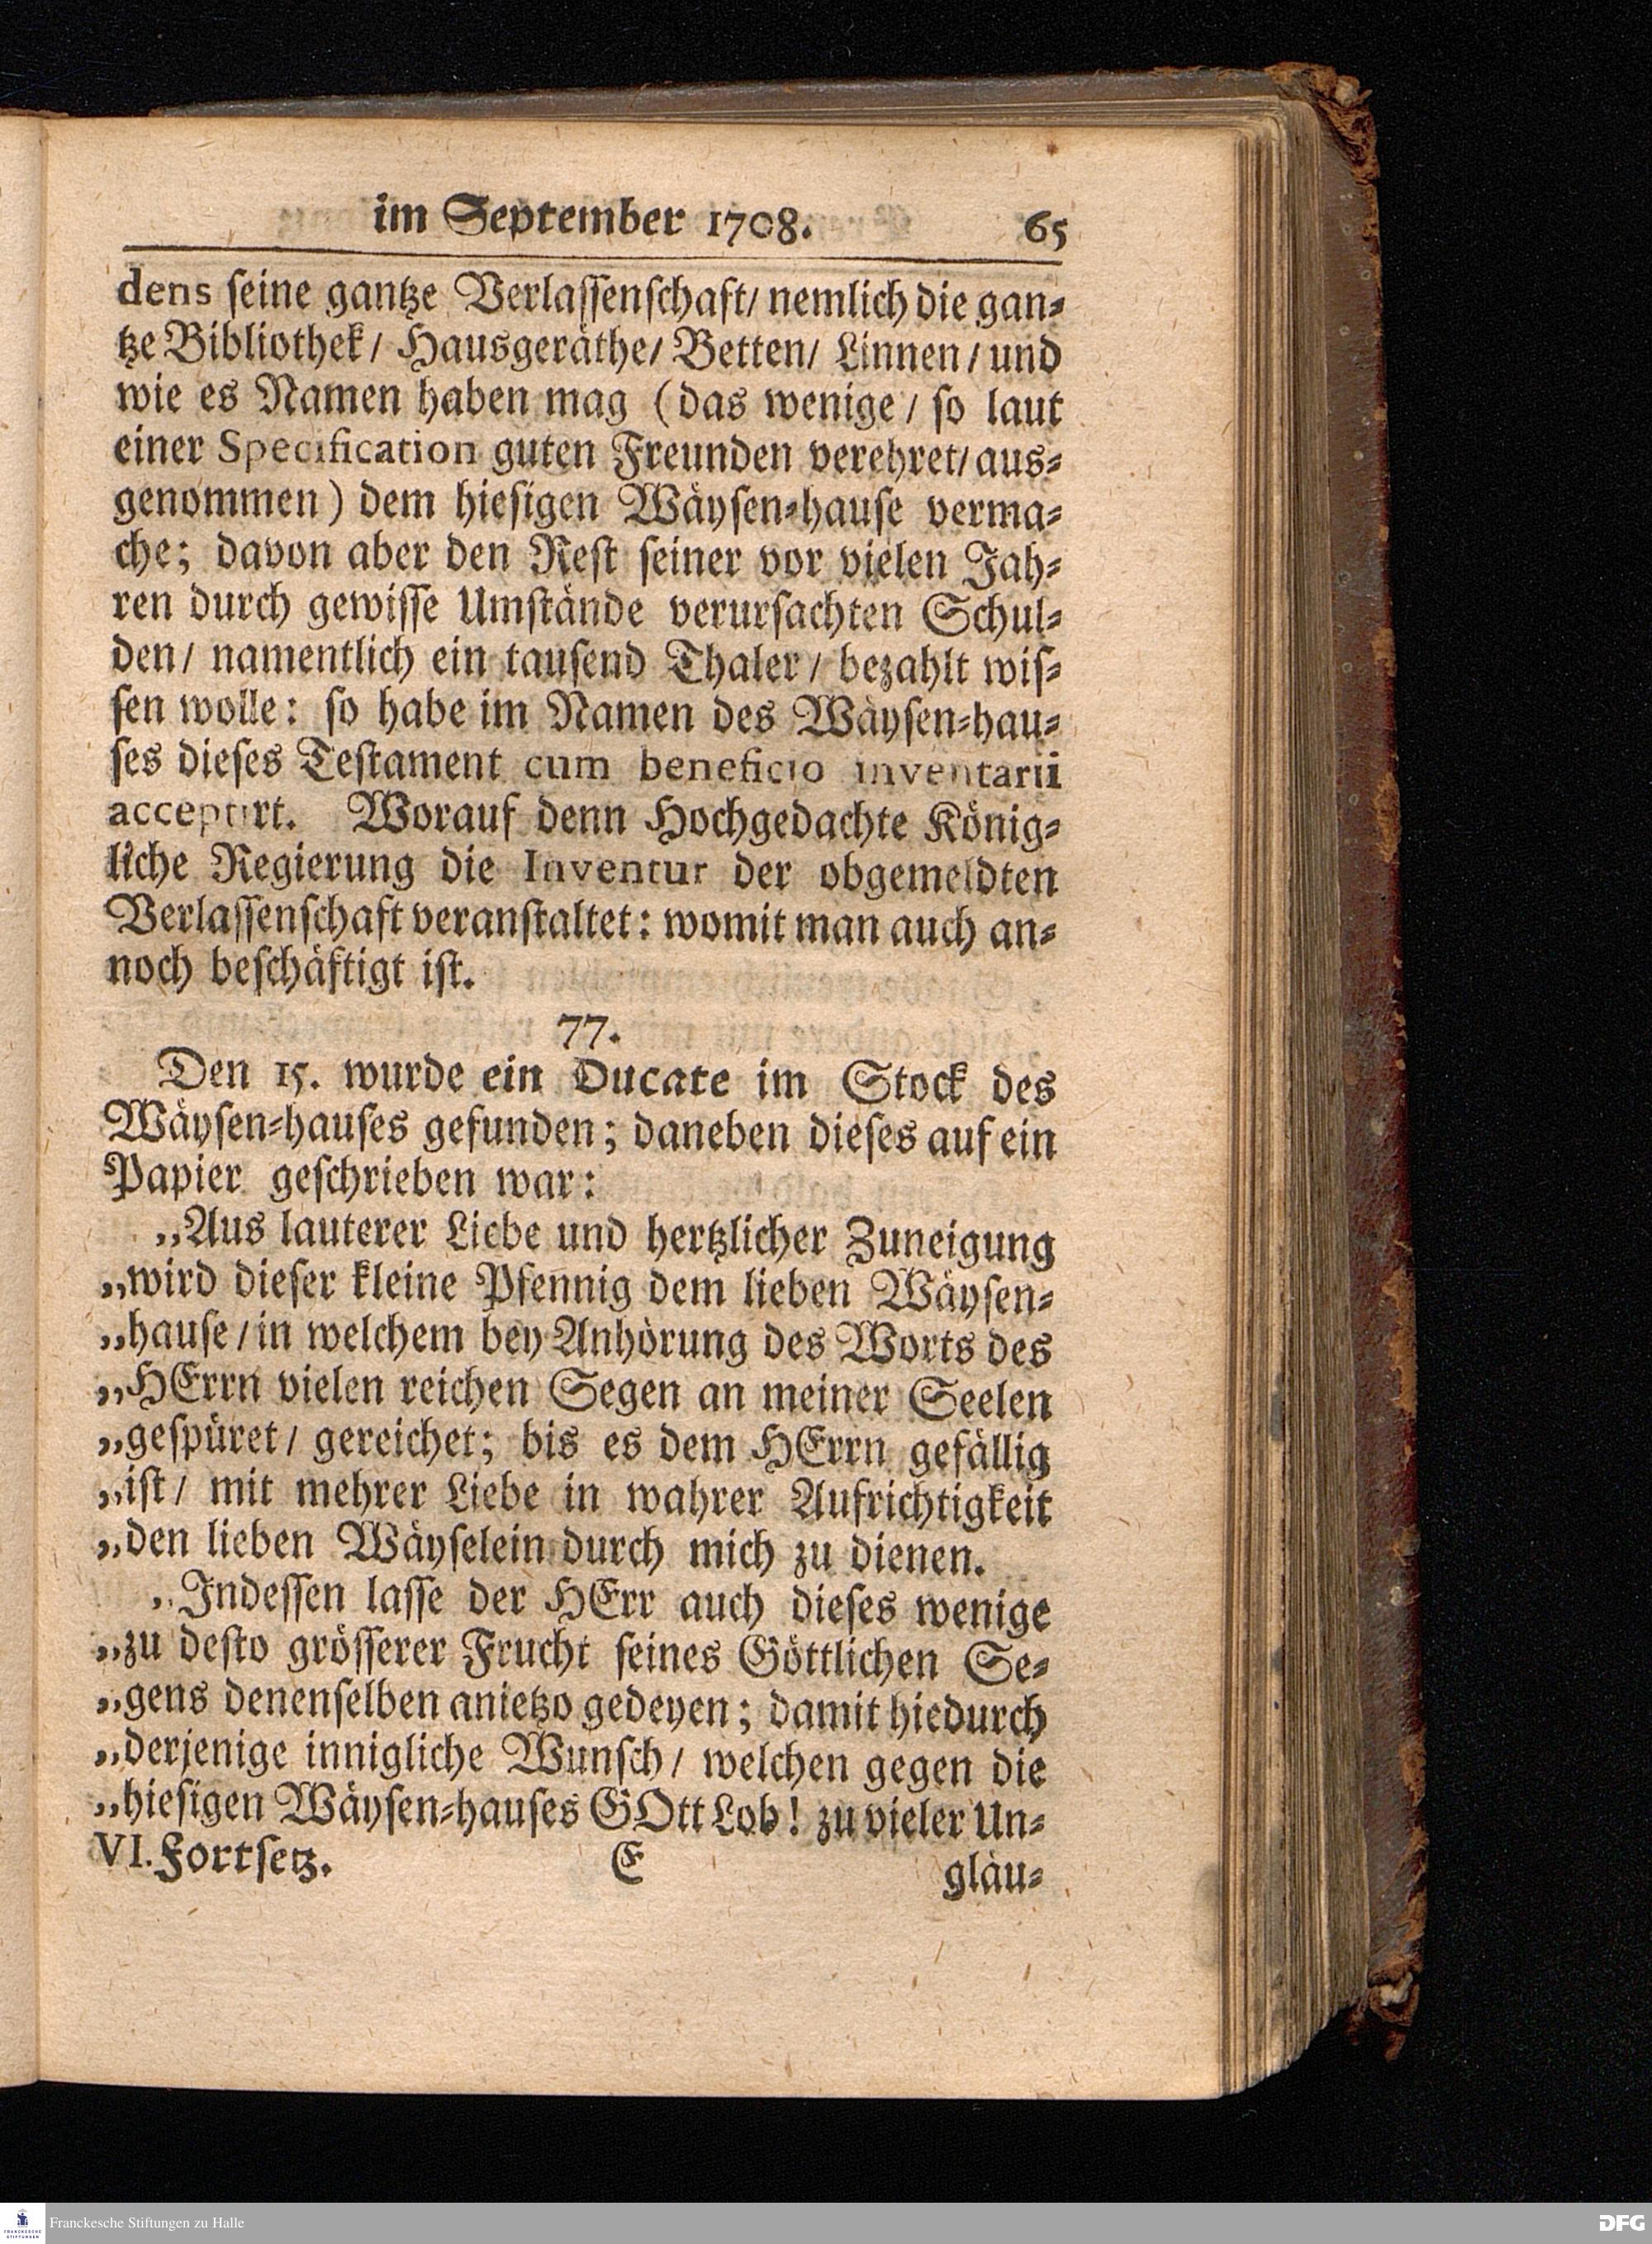 im September 1708. 65
dens ſeine gantze Verlaſſenſchaft/ nemlich die gan⸗
tze Bibliothek/ Hausgeräthe/ Betten/ Linnen/ und
wie es Namen haben mag (das wenige/ ſo laut
einer Specification guten Freunden verehret/ aus⸗
genommen) dem hieſigen Wäyſen⸗hauſe verma⸗
che; davon aber den Reſt ſeiner vor vielen Jah⸗
ren durch gewiſſe Umſtände verurſachten Schul⸗
den/ namentlich ein tauſend Thaler/ bezahlt wiſ⸗
ſen wolle: ſo habe im Namen des Wäyſen⸗hau⸗
ſes dieſes Teſtament cum beneficio inventarii
acceptirt. Worauf denn Hochgedachte König⸗
liche Regierung die Inventur der obgemeldten
Verlaſſenſchaft veranſtaltet: womit man auch an⸗
noch beſchäftigt iſt.
77.
Den 15. wurde ein Ducate im Stock des
Wäyſen⸗hauſes gefunden; daneben dieſes auf ein
Papier geſchrieben war:
„Aus lauterer Liebe und hertzlicher Zuneigung
„wird dieſer kleine Pfennig dem lieben Wäyſen⸗
„hauſe/ in welchem bey Anhörung des Worts des
„HErrn vielen reichen Segen an meiner Seelen
„geſpüret/ gereichet; bis es dem HErrn gefällig
„iſt/ mit mehrer Liebe in wahrer Aufrichtigkeit
„den lieben Wäyſelein durch mich zu dienen.
„Indeſſen laſſe der HErr auch dieſes wenige
„zu deſto gröſſerer Frucht ſeines Göttlichen Se⸗
„gens denenſelben anietzo gedeyen; damit hiedurch
„derjenige innigliche Wunſch/ welchen gegen die
„hieſigen Wäyſen⸗hauſes GOtt Lob! zu vieler Un⸗
VI. Fortſetz. E gläu⸗
FRANCKESCHE
STIFTUNGEN
Franckesche Stiftungen zu Halle
DFG